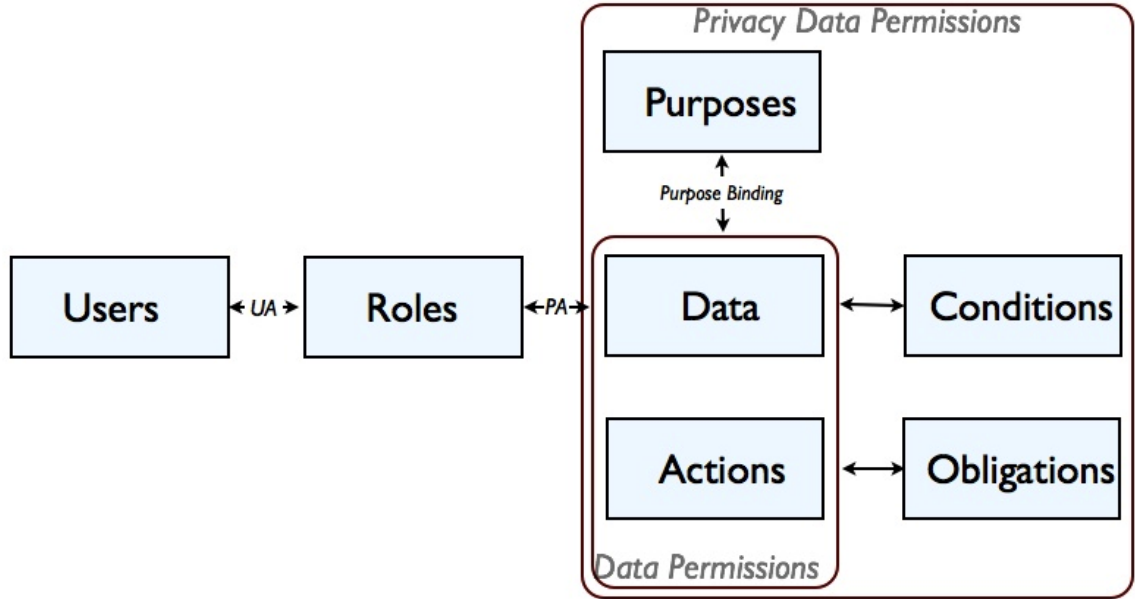 Privacy Data Permissions
Purposes
Purpose Binding
Users
UA
Roles
PA
Data
Conditions
Actions
Obligations
Data Permissions